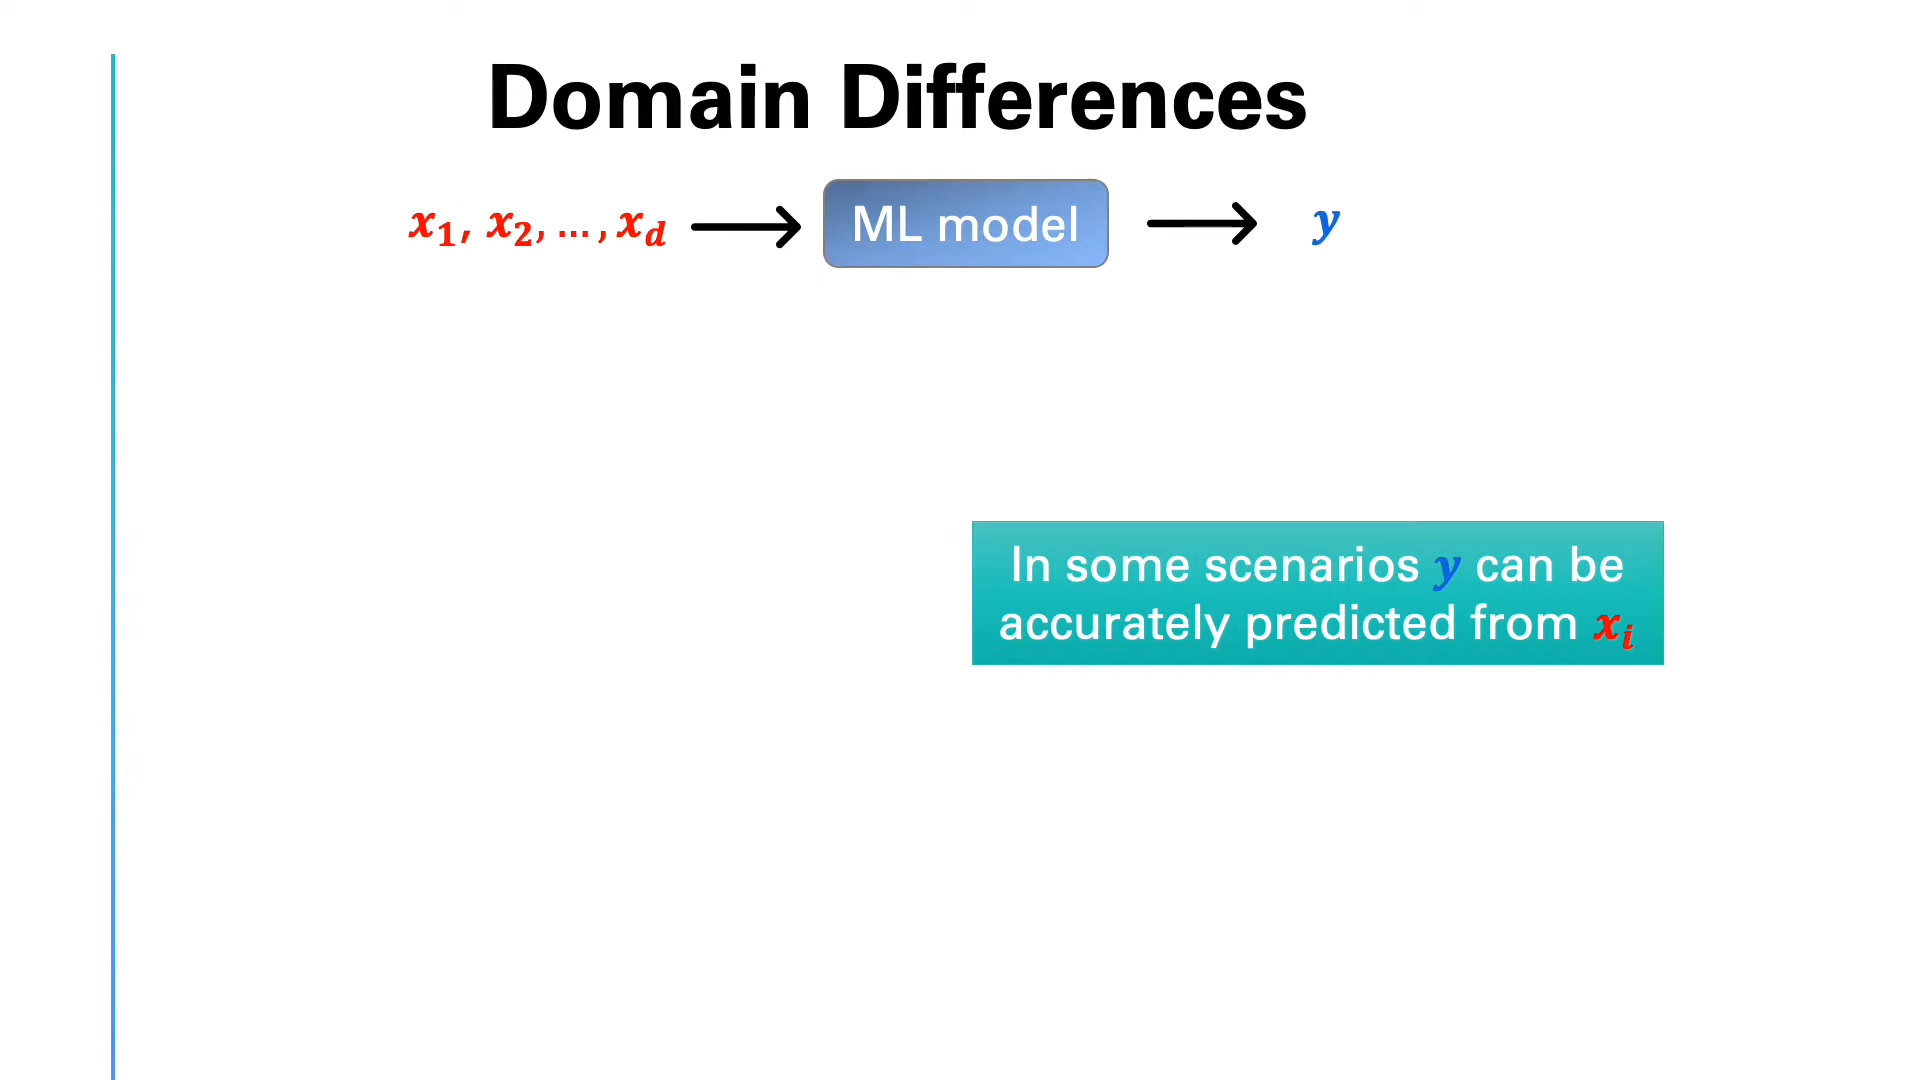 Domain Differences
x₁, x₂, ..., x_d → ML model → y
In some scenarios y can be
accurately predicted from xᵢ